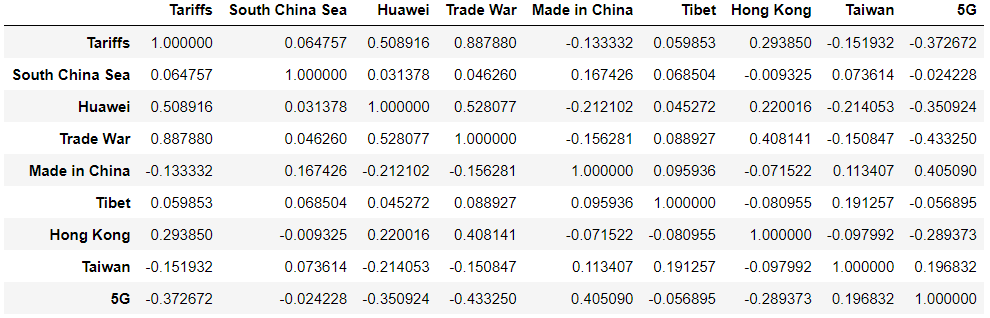 Tariffs South China Sea Huawei Trade War Made in China Tibet Hong Kong Taiwan 5G
Tariffs 1.000000 0.064757 0.508916 0.887880 -0.133332 0.059853 0.293850 -0.151932 -0.372672
South China Sea 0.064757 1.000000 0.031378 0.046260 0.167426 0.068504 -0.009325 0.073614 -0.024228
Huawei 0.508916 0.031378 1.000000 0.528077 -0.212102 0.045272 0.220016 -0.214053 -0.350924
Trade War 0.887880 0.046260 0.528077 1.000000 -0.156281 0.088927 0.408141 -0.150847 -0.433250
Made in China -0.133332 0.167426 -0.212102 -0.156281 1.000000 0.095936 -0.071522 0.113407 0.405090
Tibet 0.059853 0.068504 0.045272 0.088927 0.095936 1.000000 -0.080955 0.191257 -0.056895
Hong Kong 0.293850 -0.009325 0.220016 0.408141 -0.071522 -0.080955 1.000000 -0.097992 -0.289373
Taiwan -0.151932 0.073614 -0.214053 -0.150847 0.113407 0.191257 -0.097992 1.000000 0.196832
5G -0.372672 -0.024228 -0.350924 -0.433250 0.405090 -0.056895 -0.289373 0.196832 1.000000